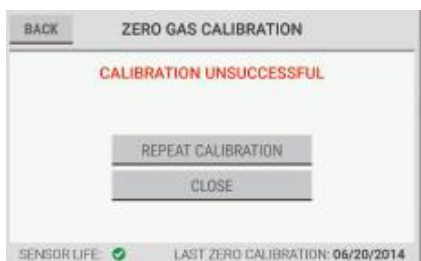 BACK ZERO GAS CALIBRATION
CALIBRATION UNSUCCESSFUL
REPEAT CALIBRATION
CLOSE
SENSOR LIFE: LAST ZERO CALIBRATION: 06/20/2014